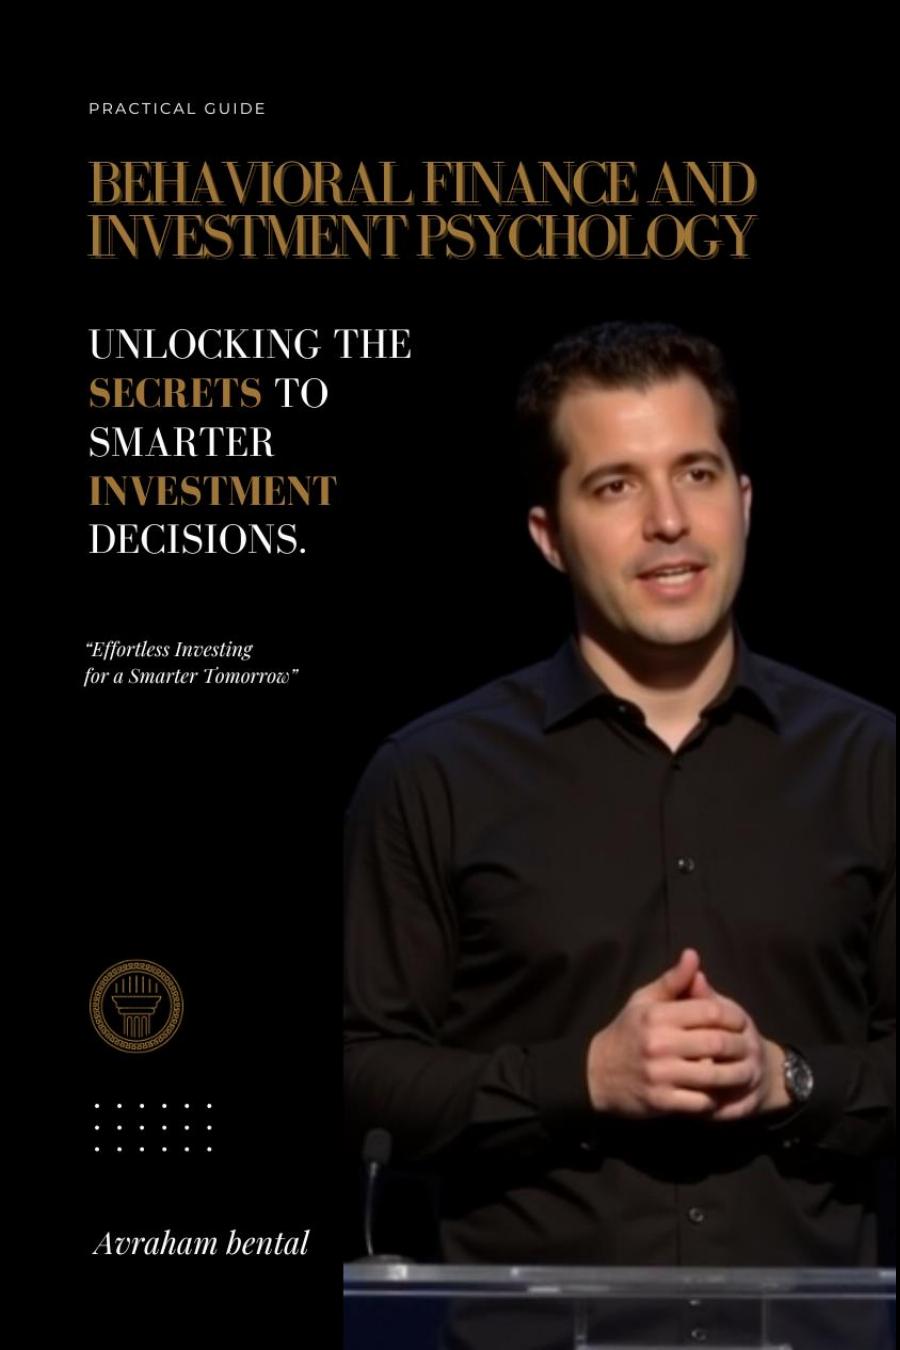 PRACTICAL GUIDE
BEHAVIORAL FINANCE AND
INVESTMENT PSYCHOLOGY
UNLOCKING THE
SECRETS TO
SMARTER
INVESTMENT
DECISIONS.
“Effortless Investing
for a Smarter Tomorrow”
Avraham bental